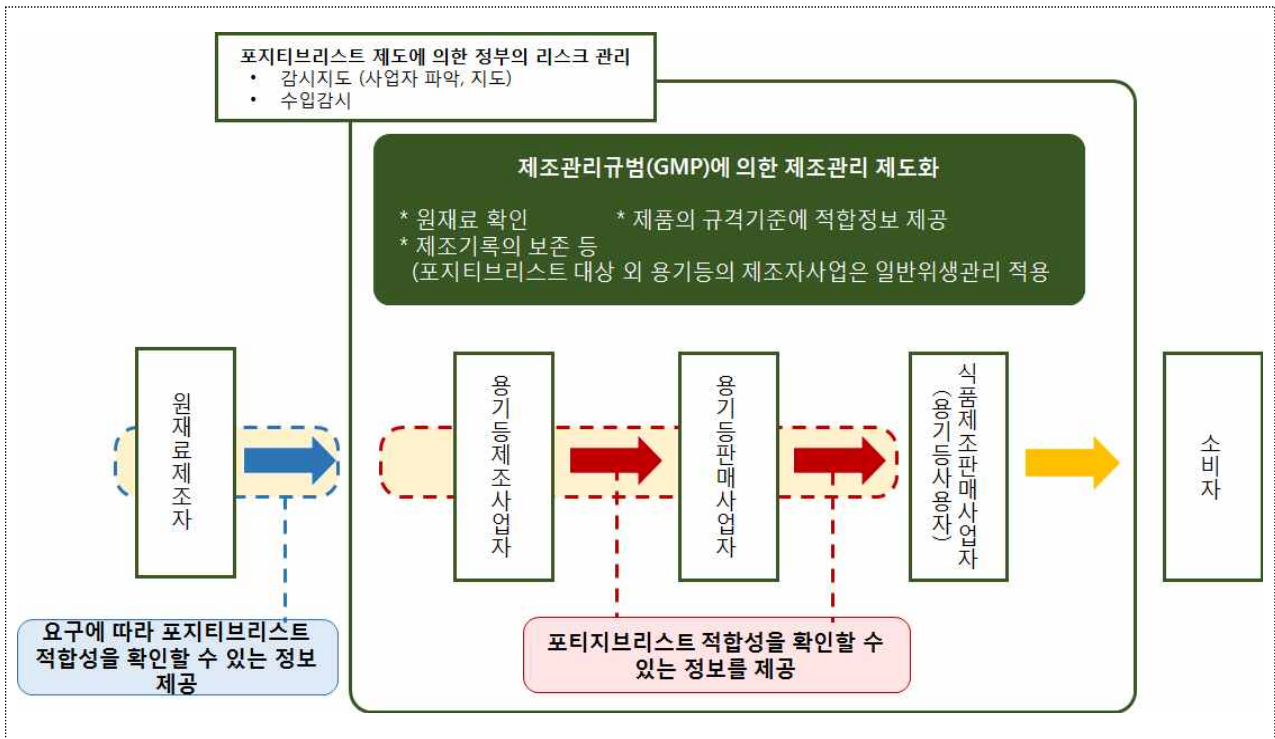 포지티브리스트 제도에 의한 정부의 리스크 관리
• 감시지도 (사업자 파악, 지도)
• 수입감시
제조관리규범(GMP)에 의한 제조관리 제도화
* 원재료 확인 * 제품의 규격기준에 적합정보 제공
* 제조기록의 보존 등
(포지티브리스트 대상 외 용기등의 제조자사업은 일반위생관리 적용
원재료제조자
용기등제조사업자
용기등판매사업자
식품제조판매사업자
(용기등사용자)
소비자
요구에 따라 포지티브리스트
적합성을 확인할 수 있는 정보
제공
포티지브리스트 적합성을 확인할 수
있는 정보를 제공